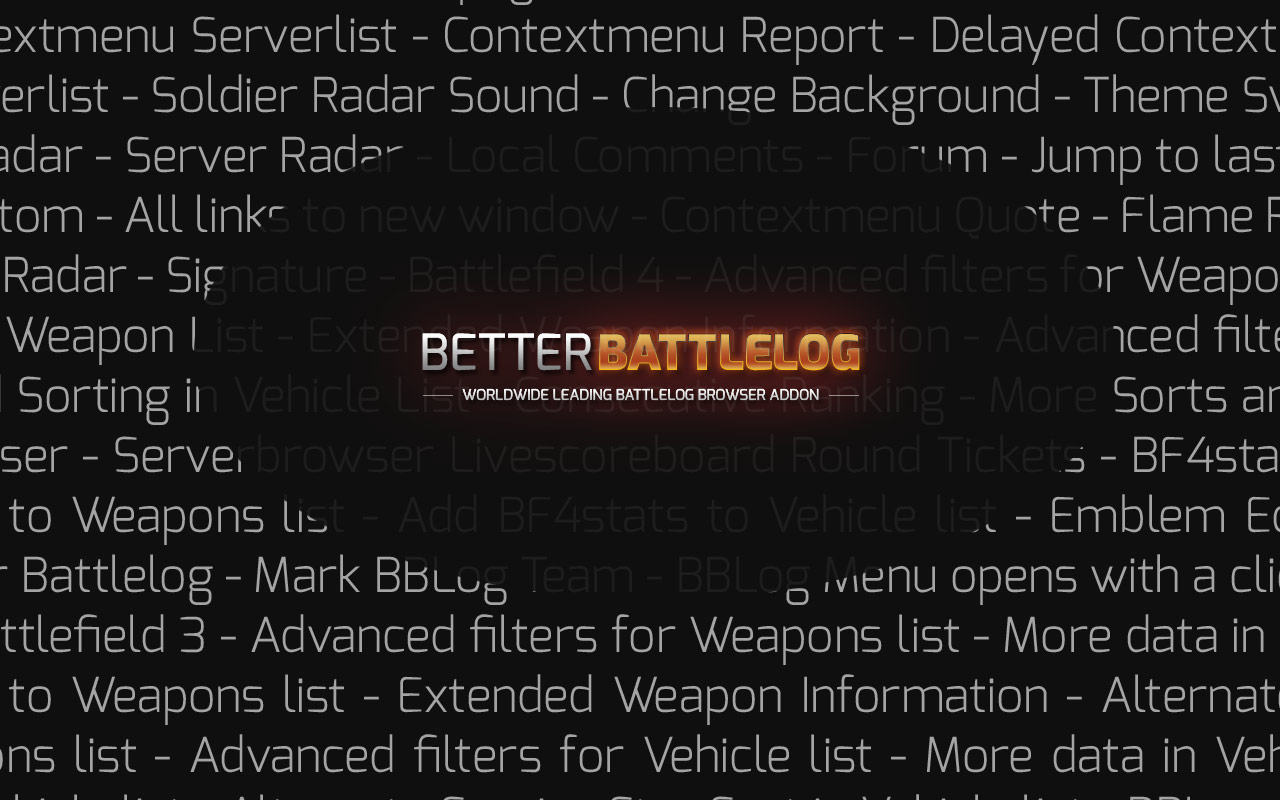 extmenu Serverlist - Contextmenu Report - Delayed Context
erlist - Soldier Radar Sound - Change Background - Theme
adar - Server Radar - Local Comments - Forum - Jump to last
tom - All links to new window - Contextmenu Quote - Flame
Radar - Signature - Battlefield 4 - Advanced filters for Weapo
Weapon List - Extended Weapon Information - Advanced filte
BETTERBATTLELOG
WORLDWIDE LEADING BATTLELOG BROWSER ADDON
Sorting in Vehicle List - Consecutive Ranking - More Sorts an
ser - Serverbrowser Livescoreboard Round Tickets - BF4sta
to Weapons list - Add BF4stats to Vehicle list - Emblem Ed
r Battlelog - Mark BBLog Team - BBLog Menu opens with a cli
ttlefield 3 - Advanced filters for Weapons list - More data in
to Weapons list - Extended Weapon Information - Alternate
ons list - Advanced filters for Vehicle list - More data in Veh